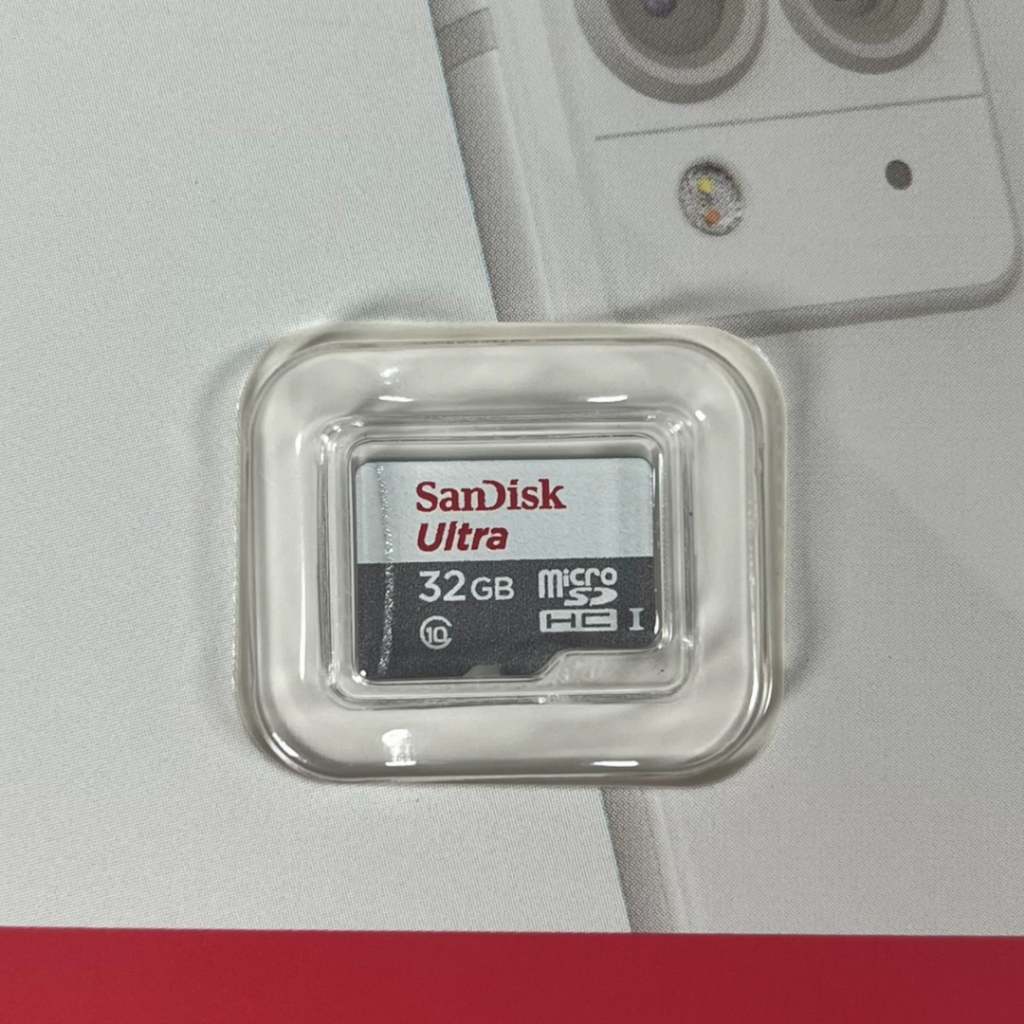 SanDisk
Ultra
32GB
micro
SD
HC I
10